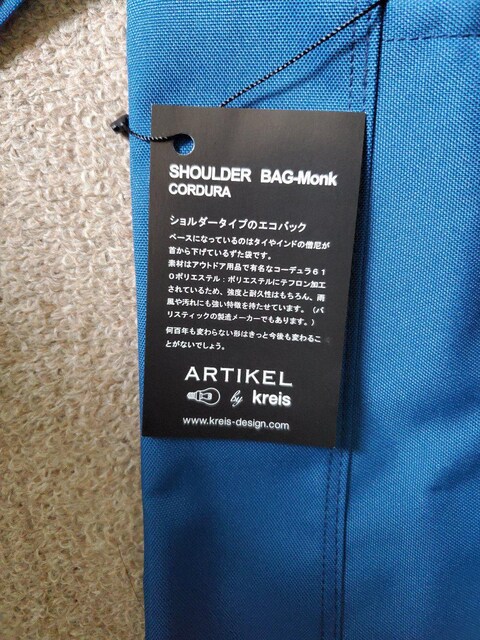 SHOULDER BAG-Monk
CORDURA
ショルダータイプのエコバック
ベースになっているのはタイやインドの僧尼が
首から下げているずた袋です。
素材はアウトドア用品で有名なコーデュラ６１
０ポリエステル：ポリエステルにテフロン加工
されているため、強度と耐久性はもちろん、雨
風や汚れにも強い特徴を持たせています。（バ
リスティックの製造メーカーでもあります。）
何百年も変わらない形はきっと今後も変わるこ
とがないでしょう。
ARTIKEL
by kreis
www.kreis-design.com